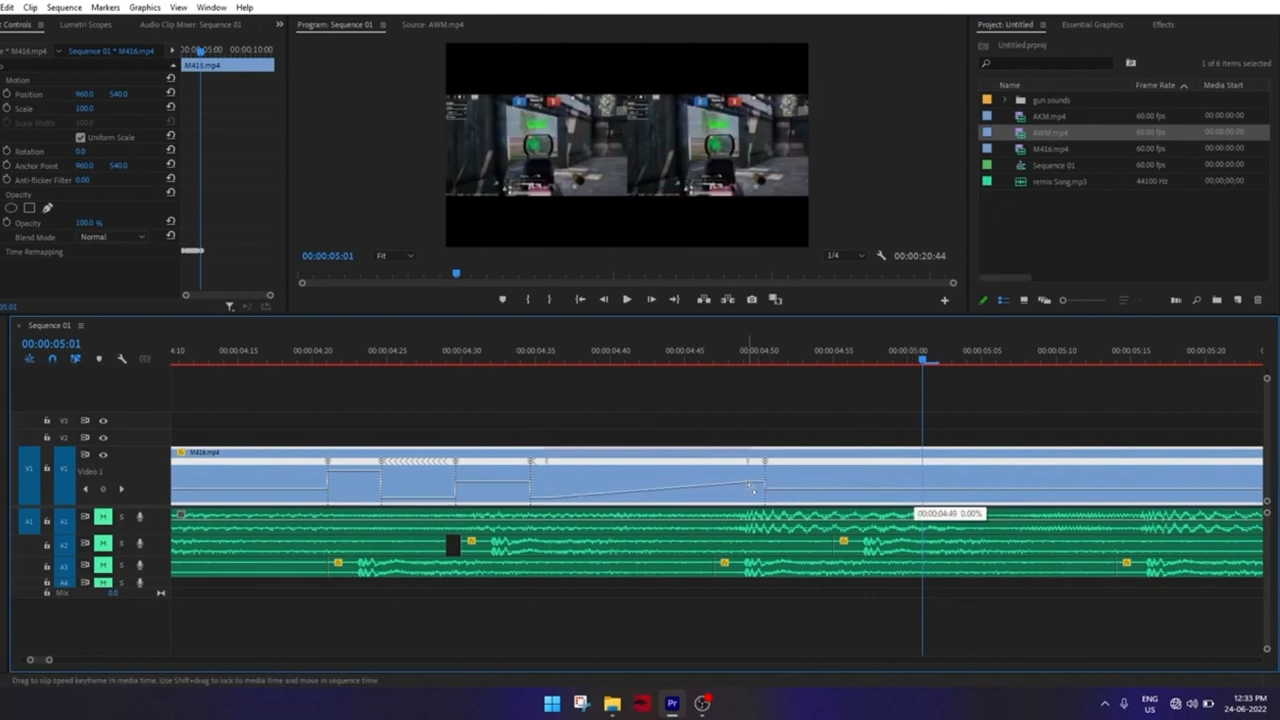 Edit Clip Sequence Markers Graphics View Window Help
t Controls Lumetri Scopes Audio Clip Mixer: Sequence 01
Program: Sequence 01 Source: AWM.mp4
Project: Untitled Essential Graphics Effects
e * M416.mp4 Sequence 01 * M416.mp4 00:00:05:00 00:00:10:00
M416.mp4
Untitled.prproj
1 of 6 items selected
Name Frame Rate Media Start
gun sounds
AKM.mp4 60.00 fps 00:00:00:00
AWM.mp4 60.00 fps 00:00:00:00
M416.mp4 60.00 fps 00:00:00:00
Sequence 01 60.00 fps
remix Song.mp3 44100 Hz 00;00;00;00
Motion
Position 960.0 540.0
Scale 100.0
Scale Width 100.0
Uniform Scale
Rotation 0.0
Anchor Point 960.0 540.0
Anti-flicker Filter 0.00
Opacity
Opacity 100.0 %
Blend Mode Normal
Time Remapping
00:00:05:01 Fit 1/4 00:00:20:44
5:01
Sequence 01
00:00:05:01
4:10 00:00:04:15 00:00:04:20 00:00:04:25 00:00:04:30 00:00:04:35 00:00:04:40 00:00:04:45 00:00:04:50 00:00:04:55 00:00:05:00 00:00:05:05 00:00:05:10 00:00:05:15 00:00:05:20
V3
V2
M416.mp4
V1 V1
Video 1
00:00:04:49 0.00%
A1 A1 M S
A2 M S
A3 M S
A4 M S
Mix 0.0
Drag to slip speed keyframe in media time. Use Shift+drag to lock to media time and move in sequence time.
Pr
ENG
US
12:33 PM
24-06-2022